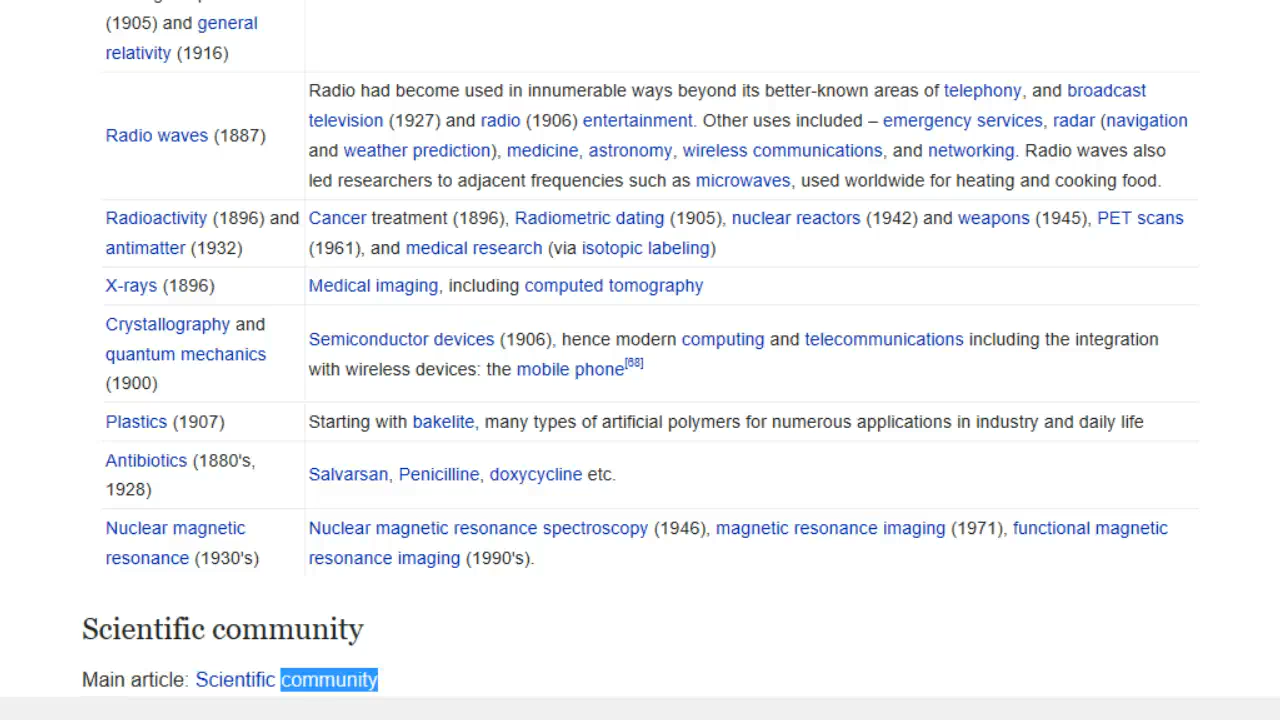 (1905) and general
relativity (1916)
Radio waves (1887)
Radio had become used in innumerable ways beyond its better-known areas of telephony, and broadcast
television (1927) and radio (1906) entertainment. Other uses included – emergency services, radar (navigation
and weather prediction), medicine, astronomy, wireless communications, and networking. Radio waves also
led researchers to adjacent frequencies such as microwaves, used worldwide for heating and cooking food.
Radioactivity (1896) and
antimatter (1932)
Cancer treatment (1896), Radiometric dating (1905), nuclear reactors (1942) and weapons (1945), PET scans
(1961), and medical research (via isotopic labeling)
X-rays (1896)
Medical imaging, including computed tomography
Crystallography and
quantum mechanics
(1900)
Semiconductor devices (1906), hence modern computing and telecommunications including the integration
with wireless devices: the mobile phone[68]
Plastics (1907)
Starting with bakelite, many types of artificial polymers for numerous applications in industry and daily life
Antibiotics (1880's,
1928)
Salvarsan, Penicilline, doxycycline etc.
Nuclear magnetic
resonance (1930's)
Nuclear magnetic resonance spectroscopy (1946), magnetic resonance imaging (1971), functional magnetic
resonance imaging (1990's).
Scientific community
Main article: Scientific community